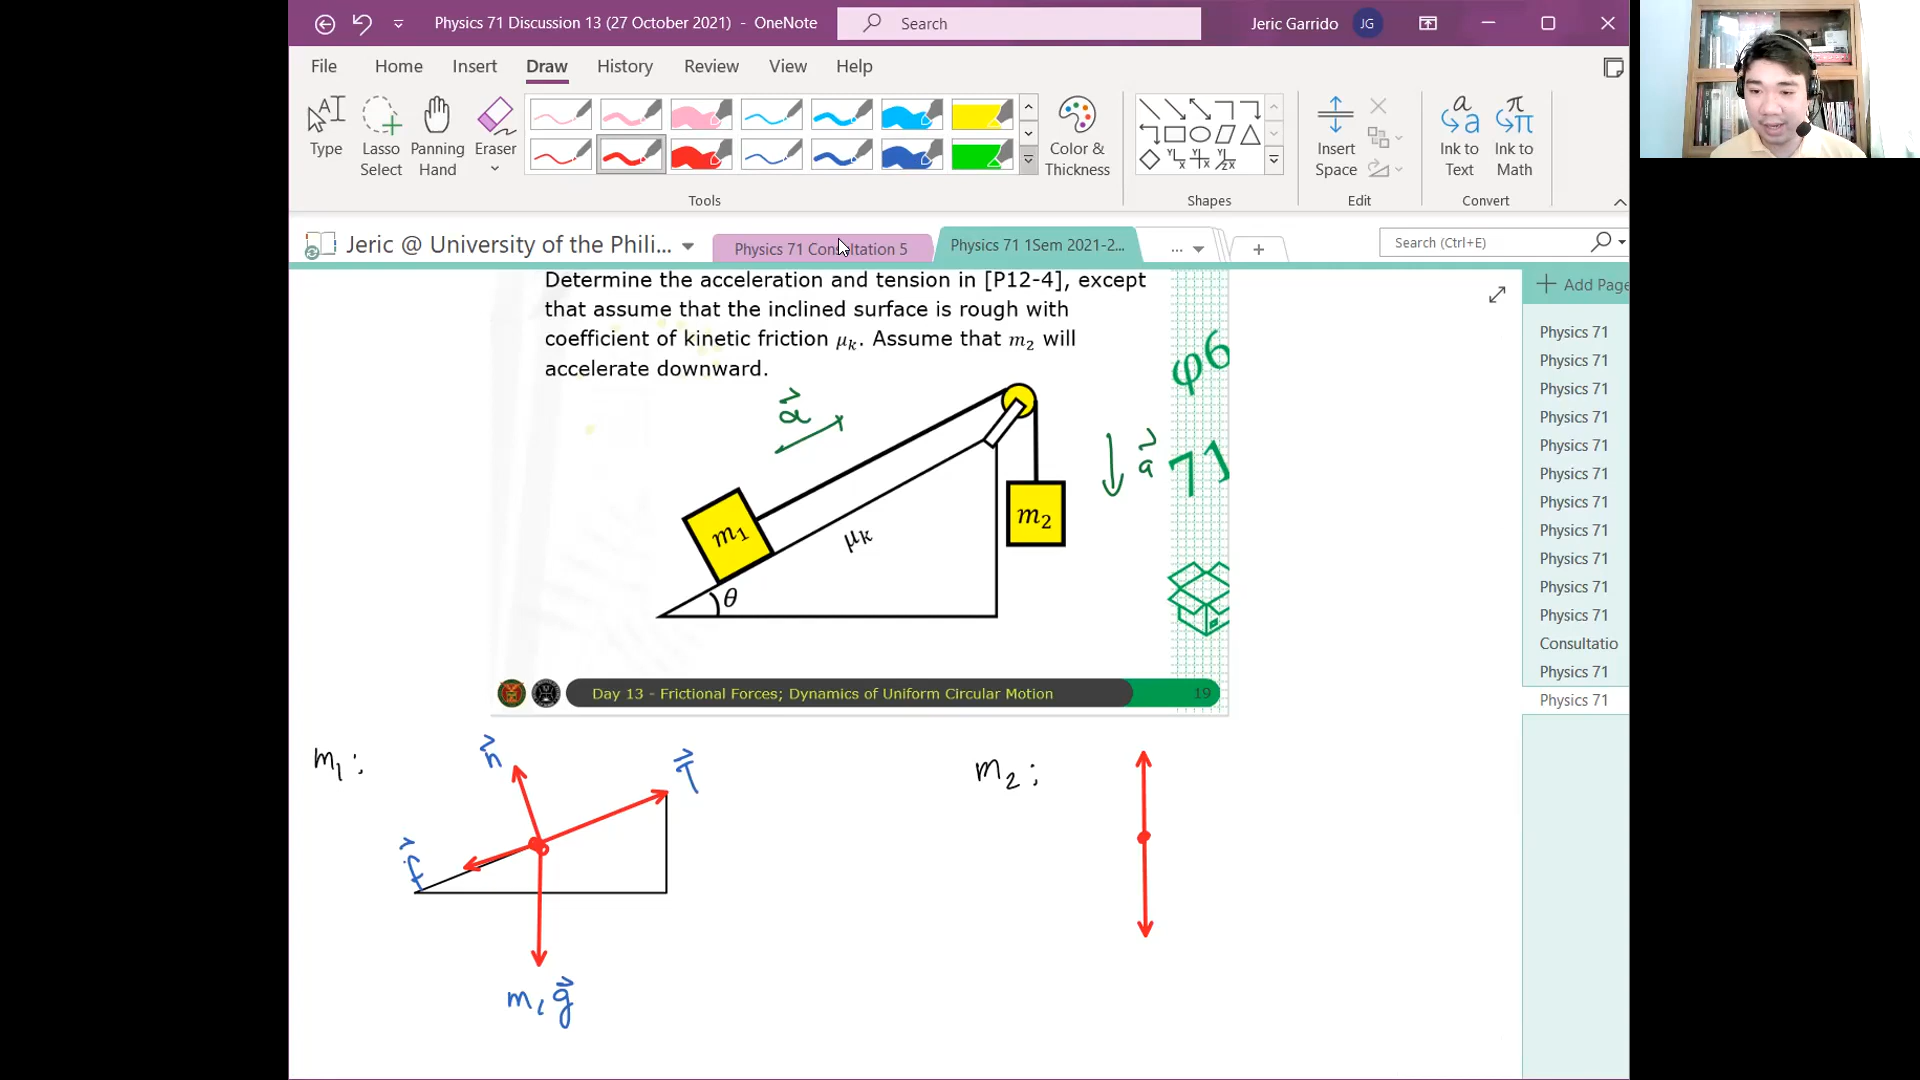 Physics 71 Discussion 13 (27 October 2021) - OneNote
Search
Jeric Garrido
JG
File
Home
Insert
Draw
History
Review
View
Help
Type
Lasso Select
Panning Hand
Eraser
Color & Thickness
Insert Space
Ink to Text
Ink to Math
Tools
Shapes
Edit
Convert
Jeric @ University of the Phili...
Physics 71 Consultation 5
Physics 71 1Sem 2021-2...
...
Search (Ctrl+E)
Add Page
Determine the acceleration and tension in [P12-4], except
that assume that the inclined surface is rough with
coefficient of kinetic friction μₖ. Assume that m₂ will
accelerate downward.
a⃗
a⃗
φ6
71
m₁
m₂
μₖ
θ
Day 13 - Frictional Forces; Dynamics of Uniform Circular Motion
19
Physics 71
Physics 71
Physics 71
Physics 71
Physics 71
Physics 71
Physics 71
Physics 71
Physics 71
Physics 71
Physics 71
Consultatio
Physics 71
Physics 71
m₁:
n⃗
T⃗
f⃗
m₁g⃗
m₂: